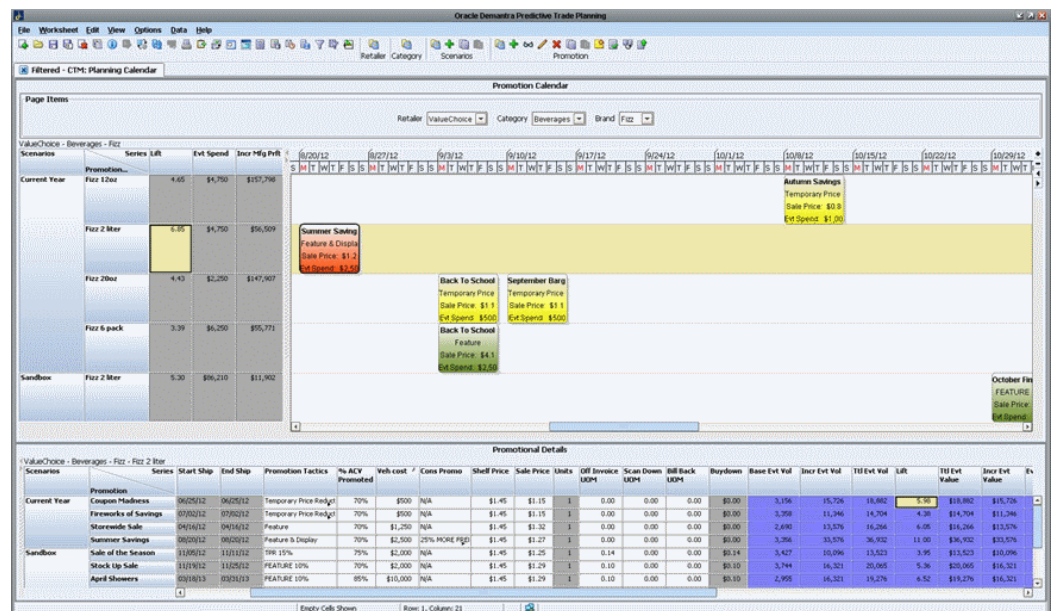 Oracle Demantra Predictive Trade Planning
File Worksheet Edit View Options Data Help
Retailer Category Scenarios Promotion
Filtered - CTM: Planning Calendar
Promotion Calendar
Page Items
Retailer ValueChoice Category Beverages Brand Fizz
ValueChoice - Beverages - Fizz
Scenarios Series Lift Evt Spend Incr Mfg Prft 8/20/12 8/27/12 9/3/12 9/10/12 9/17/12 9/24/12 10/1/12 10/8/12 10/15/12 10/22/12 10/29/12
Promotion... S M T W T F S S M T W T F S S M T W T F S S M T W T F S S M T W T F S S M T W T F S S M T W T F S S M T W T F S S M T W T F S S M T W T F S S M T W T F
Current Year Fizz 12oz 4.65 $4,750 $157,798 Autumn Savings
Temporary Price
Sale Price: $0.8
Evt Spend: $1,00
Fizz 2 liter 6.85 $4,750 $56,509 Summer Saving
Feature & Displa
Sale Price: $1.2
Evt Spend: $2,50
Fizz 20oz 4.43 $2,250 $147,907 Back To School September Barg
Temporary Price Temporary Price
Sale Price: $1.1 Sale Price: $1.1
Evt Spend: $500 Evt Spend: $500
Fizz 6 pack 3.39 $6,250 $55,771 Back To School
Feature
Sale Price: $4.1
Evt Spend: $2,50
Sandbox Fizz 2 liter 5.30 $86,210 $11,902 October Fin
FEATURE
Sale Price:
Evt Spend:
Promotional Details
ValueChoice - Beverages - Fizz - Fizz 2 liter
Scenarios Series Start Ship End Ship Promotion Tactics % ACV Veh cost Cons Promo Shelf Price Sale Price Units Off Invoice Scan Down Bill Back Buydown Base Evt Vol Incr Evt Vol Ttl Evt Vol Lift Ttl Evt Incr Evt Ev
Promotion Promoted UOM UOM UOM Value Value
Current Year Coupon Madness 06/25/12 06/25/12 Temporary Price Reduct 70% $500 N/A $1.45 $1.15 1 0.00 0.00 0.00 $0.00 3,156 15,726 18,882 5.98 $18,882 $15,726
Fireworks of Savings 07/02/12 07/02/12 Temporary Price Reduct 70% $500 N/A $1.45 $1.15 1 0.00 0.00 0.00 $0.00 3,358 11,346 14,704 4.38 $14,704 $11,346
Storewide Sale 04/16/12 04/16/12 Feature 70% $1,250 N/A $1.45 $1.32 1 0.00 0.00 0.00 $0.00 2,690 13,576 16,266 6.05 $16,266 $13,576
Summer Savings 08/20/12 08/20/12 Feature & Display 70% $2,500 25% MORE FREE $1.45 $1.27 1 0.00 0.00 0.00 $0.00 3,356 33,576 36,932 11.00 $36,932 $33,576
Sandbox Sale of the Season 11/05/12 11/11/12 TPR 15% 75% $2,000 N/A $1.45 $1.25 1 0.14 0.00 0.00 $0.14 3,427 10,096 13,523 3.95 $13,523 $10,096
Stock Up Sale 11/19/12 11/25/12 FEATURE 10% 70% $2,000 N/A $1.45 $1.29 1 0.10 0.00 0.00 $0.10 3,744 16,321 20,065 5.36 $20,065 $16,321
April Showers 03/18/13 03/31/13 FEATURE 10% 85% $10,000 N/A $1.45 $1.29 1 0.10 0.00 0.00 $0.10 2,955 16,321 19,276 6.52 $19,276 $16,321
Empty Cells Shown Row: 1, Column: 21